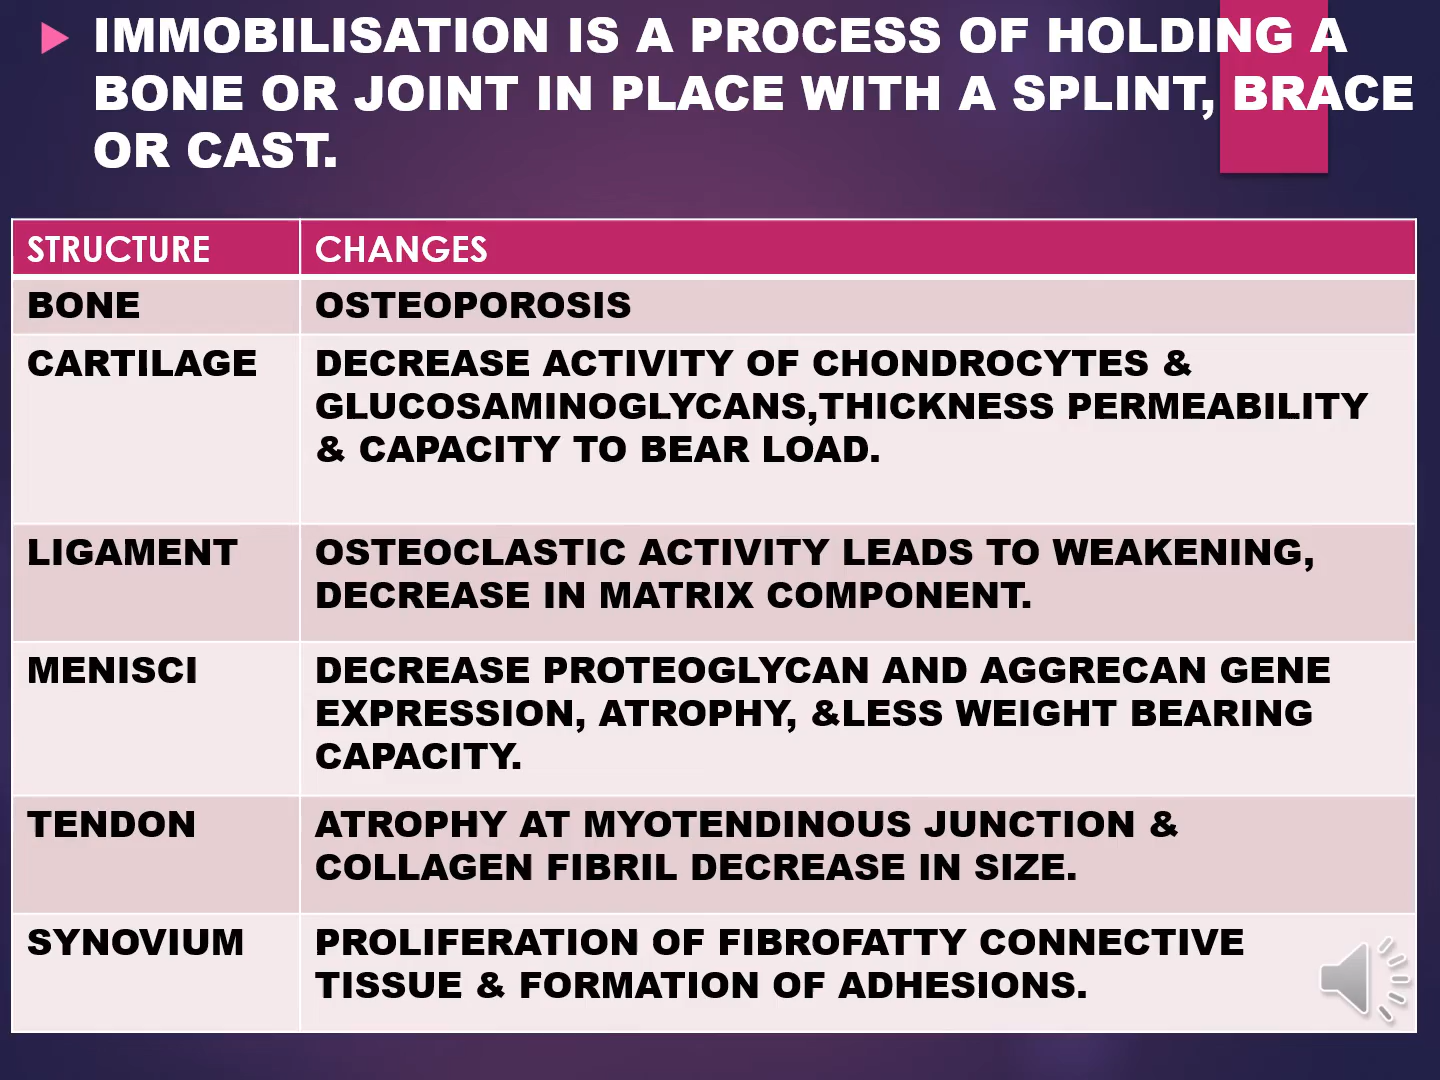 IMMOBILISATION IS A PROCESS OF HOLDING A
BONE OR JOINT IN PLACE WITH A SPLINT, BRACE
OR CAST.
STRUCTURE CHANGES
BONE OSTEOPOROSIS
CARTILAGE DECREASE ACTIVITY OF CHONDROCYTES &
GLUCOSAMINOGLYCANS,THICKNESS PERMEABILITY
& CAPACITY TO BEAR LOAD.
LIGAMENT OSTEOCLASTIC ACTIVITY LEADS TO WEAKENING,
DECREASE IN MATRIX COMPONENT.
MENISCI DECREASE PROTEOGLYCAN AND AGGRECAN GENE
EXPRESSION, ATROPHY, &LESS WEIGHT BEARING
CAPACITY.
TENDON ATROPHY AT MYOTENDINOUS JUNCTION &
COLLAGEN FIBRIL DECREASE IN SIZE.
SYNOVIUM PROLIFERATION OF FIBROFATTY CONNECTIVE
TISSUE & FORMATION OF ADHESIONS.